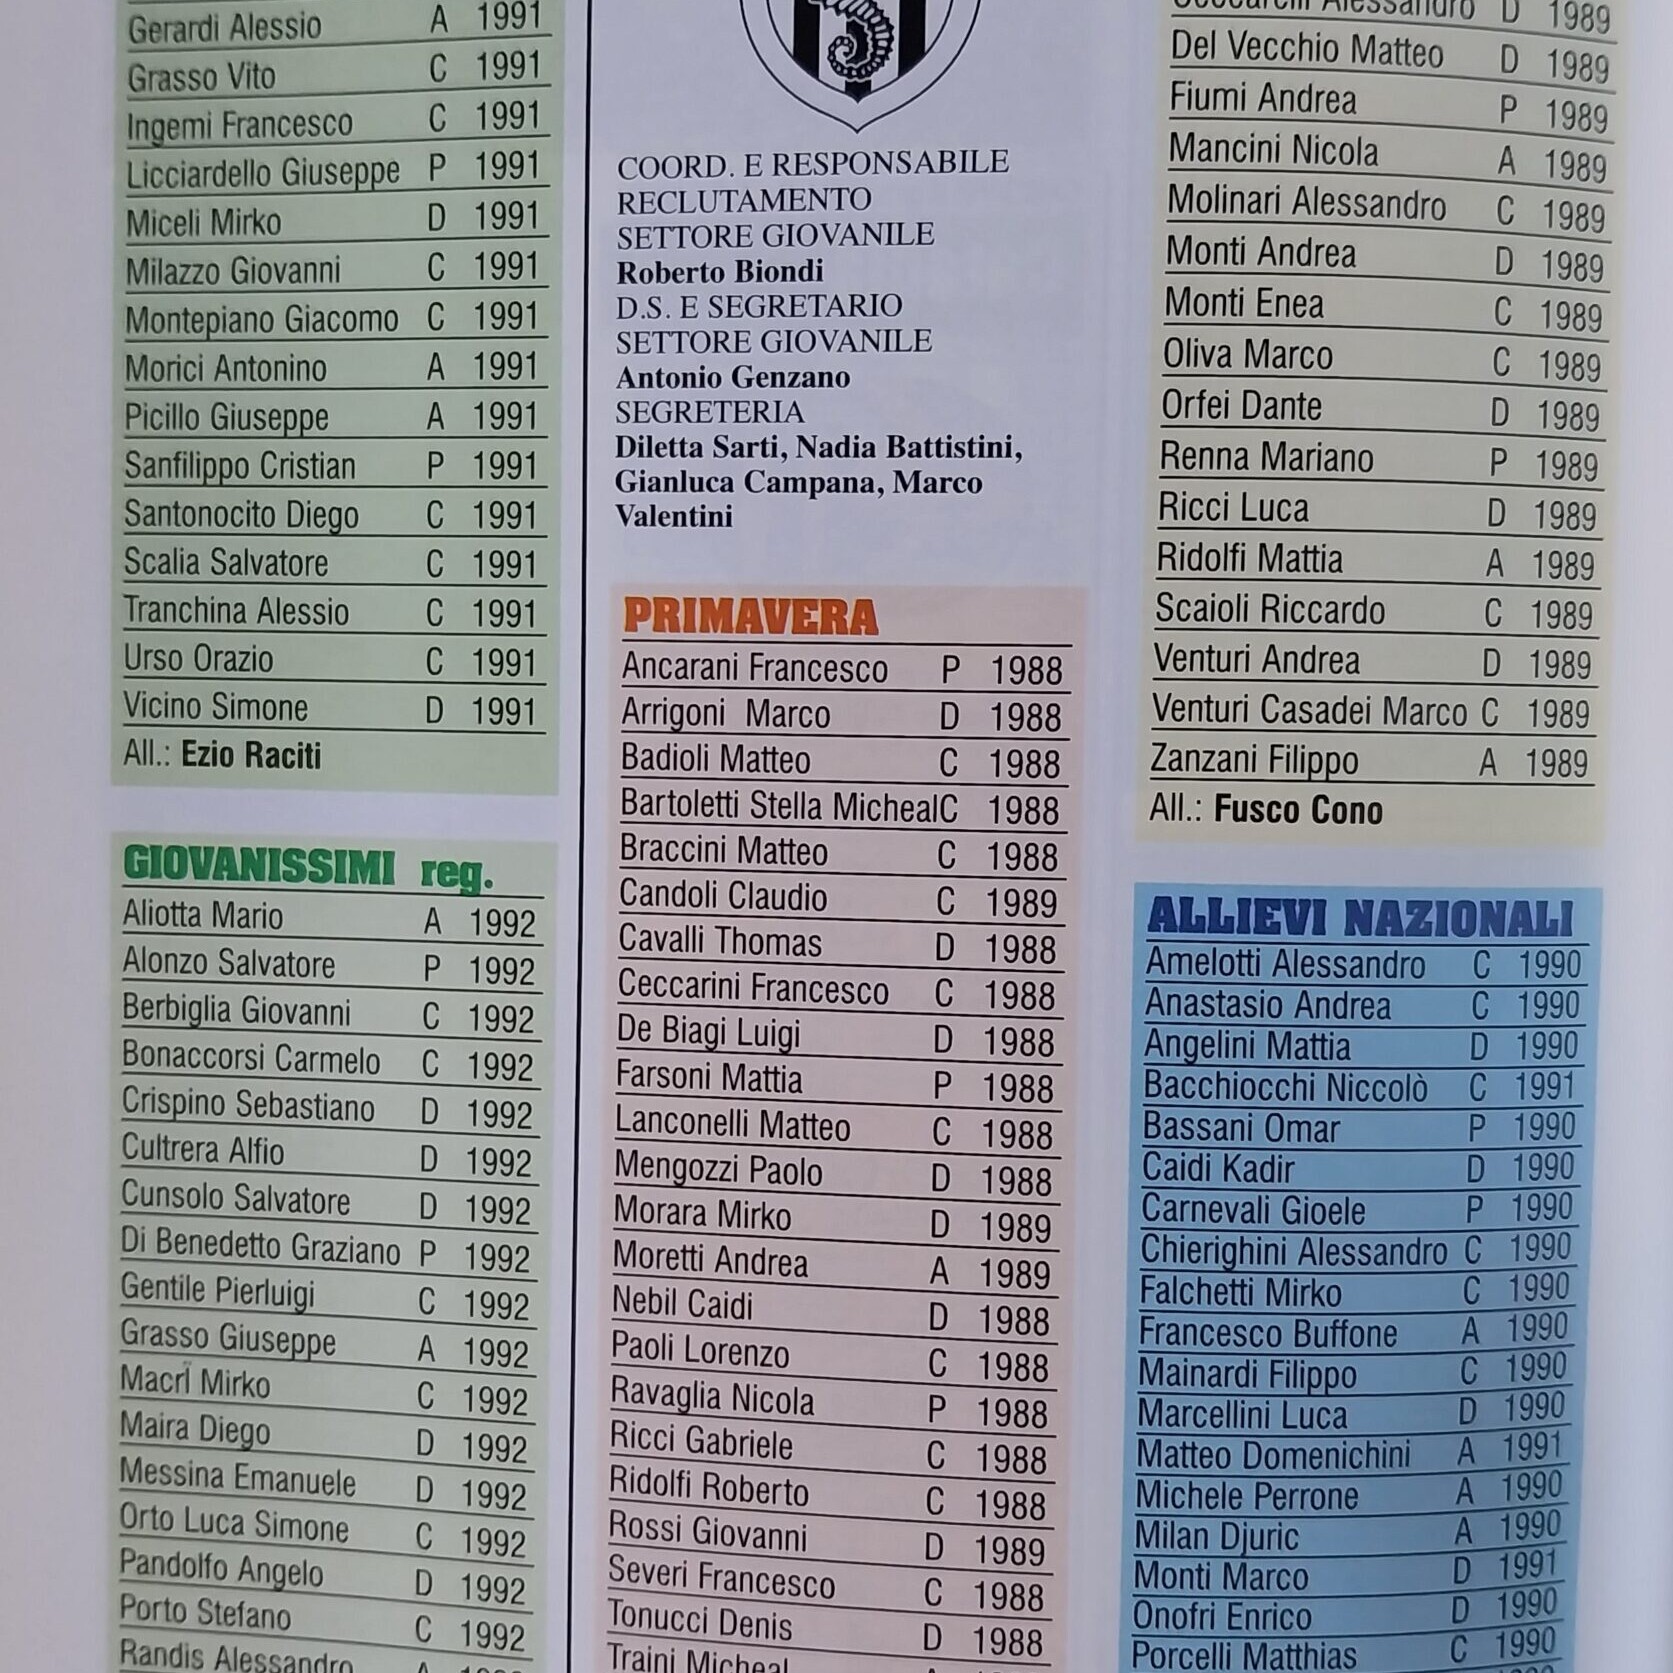 Gerardi Alessio A 1991
Grasso Vito C 1991
Ingemi Francesco C 1991
Licciardello Giuseppe P 1991
Miceli Mirko D 1991
Milazzo Giovanni C 1991
Montepiano Giacomo C 1991
Morici Antonino A 1991
Picillo Giuseppe A 1991
Sanfilippo Cristian P 1991
Santonocito Diego C 1991
Scalia Salvatore C 1991
Tranchina Alessio C 1991
Urso Orazio C 1991
Vicino Simone D 1991
All.: Ezio Raciti
GIOVANISSIMI reg.
Aliotta Mario A 1992
Alonzo Salvatore P 1992
Berbiglia Giovanni C 1992
Bonaccorsi Carmelo C 1992
Crispino Sebastiano D 1992
Cultrera Alfio D 1992
Cunsolo Salvatore D 1992
Di Benedetto Graziano P 1992
Gentile Pierluigi C 1992
Grasso Giuseppe A 1992
Macrì Mirko C 1992
Maira Diego D 1992
Messina Emanuele D 1992
Orto Luca Simone C 1992
Pandolfo Angelo D 1992
Porto Stefano C 1992
Randis Alessandro A
COORD. E RESPONSABILE
RECLUTAMENTO
SETTORE GIOVANILE
Roberto Biondi
D.S. E SEGRETARIO
SETTORE GIOVANILE
Antonio Genzano
SEGRETERIA
Diletta Sarti, Nadia Battistini,
Gianluca Campana, Marco
Valentini
PRIMAVERA
Ancarani Francesco P 1988
Arrigoni Marco D 1988
Badioli Matteo C 1988
Bartoletti Stella MichealC 1988
Braccini Matteo C 1988
Candoli Claudio C 1989
Cavalli Thomas D 1988
Ceccarini Francesco C 1988
De Biagi Luigi D 1988
Farsoni Mattia P 1988
Lanconelli Matteo C 1988
Mengozzi Paolo D 1988
Morara Mirko D 1989
Moretti Andrea A 1989
Nebil Caidi D 1988
Paoli Lorenzo C 1988
Ravaglia Nicola P 1988
Ricci Gabriele C 1988
Ridolfi Roberto C 1988
Rossi Giovanni D 1989
Severi Francesco C 1988
Tonucci Denis D 1988
Traini Micheal
Alessandro D 1989
Del Vecchio Matteo D 1989
Fiumi Andrea P 1989
Mancini Nicola A 1989
Molinari Alessandro C 1989
Monti Andrea D 1989
Monti Enea C 1989
Oliva Marco C 1989
Orfei Dante D 1989
Renna Mariano P 1989
Ricci Luca D 1989
Ridolfi Mattia A 1989
Scaioli Riccardo C 1989
Venturi Andrea D 1989
Venturi Casadei Marco C 1989
Zanzani Filippo A 1989
All.: Fusco Cono
ALLIEVI NAZIONALI
Amelotti Alessandro C 1990
Anastasio Andrea C 1990
Angelini Mattia D 1990
Bacchiocchi Niccolò C 1991
Bassani Omar P 1990
Caidi Kadir D 1990
Carnevali Gioele P 1990
Chierighini Alessandro C 1990
Falchetti Mirko C 1990
Francesco Buffone A 1990
Mainardi Filippo C 1990
Marcellini Luca D 1990
Matteo Domenichini A 1991
Michele Perrone A 1990
Milan Djuric A 1990
Monti Marco D 1991
Onofri Enrico D 1990
Porcelli Matthias C 1990